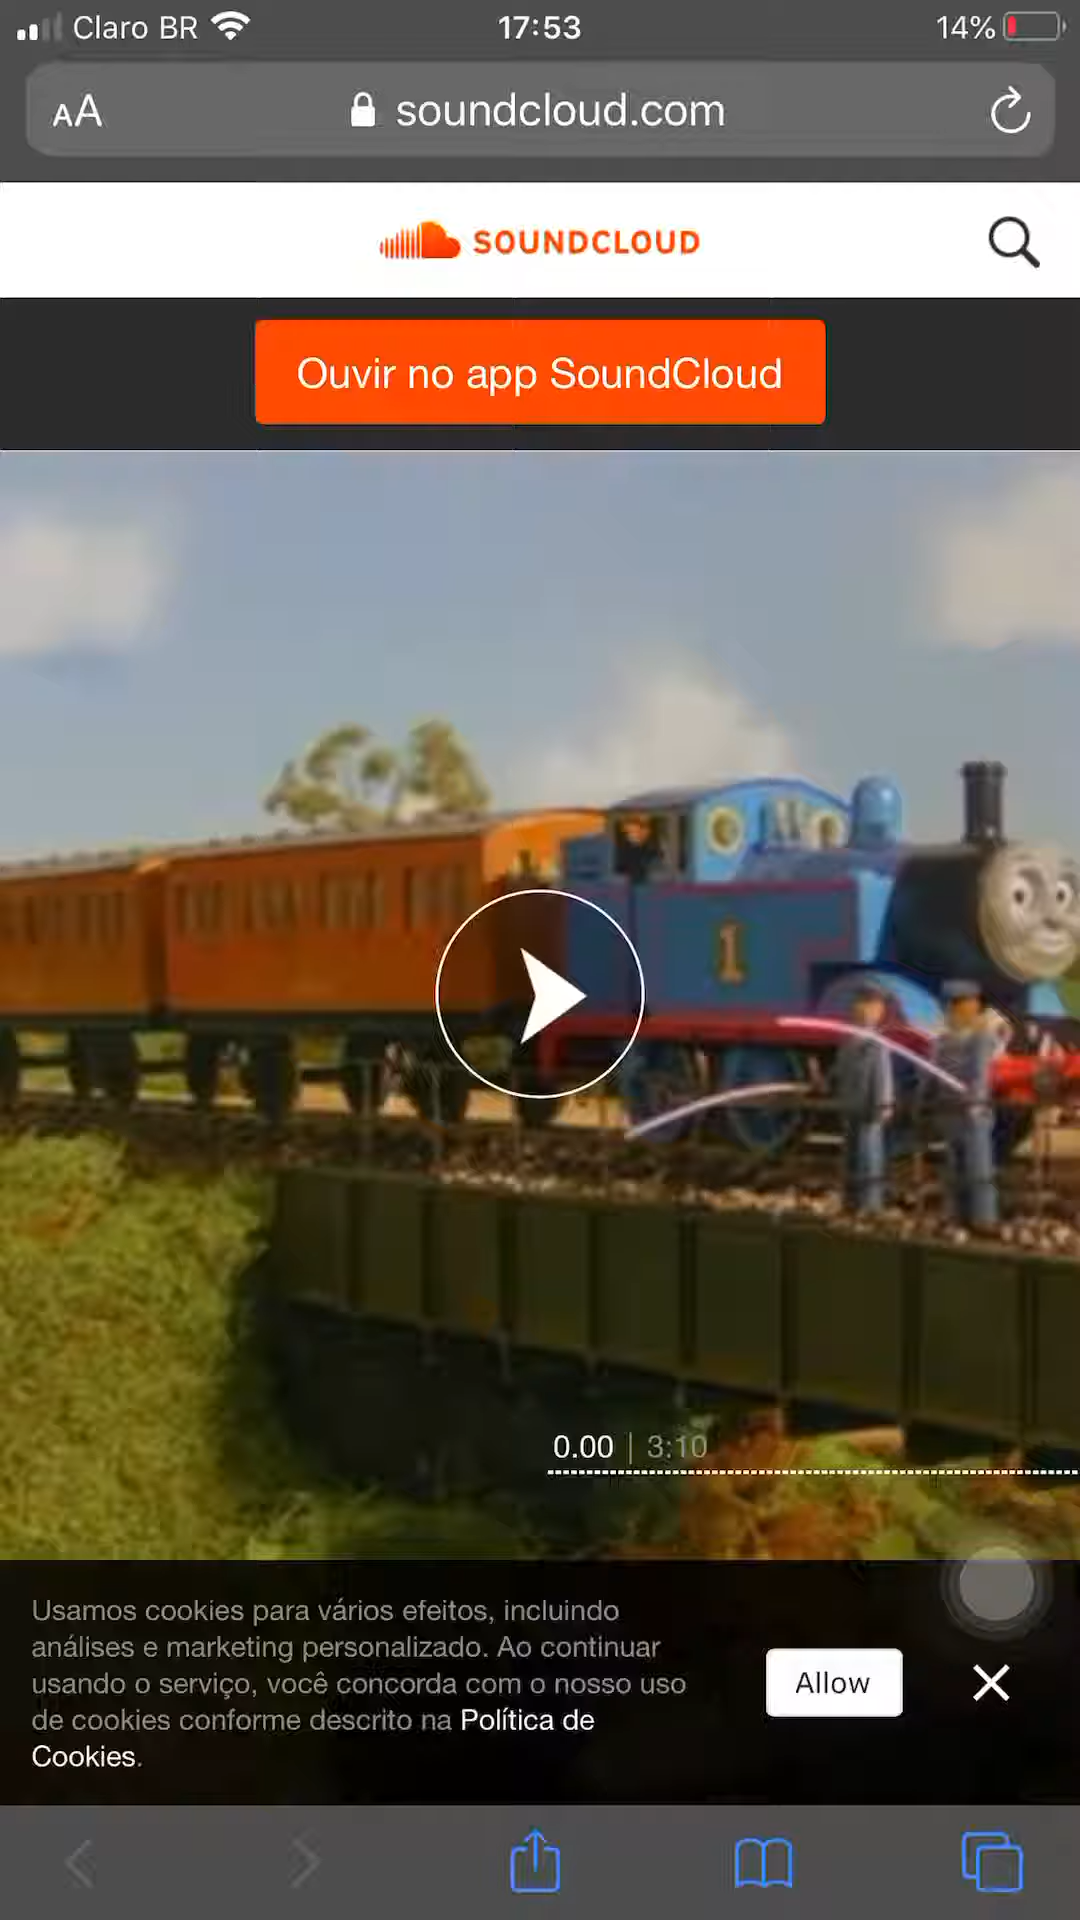 Claro BR
17:53
14%
AA
soundcloud.com
SOUNDCLOUD
Ouvir no app SoundCloud
1
0.00 | 3:10
Usamos cookies para vários efeitos, incluindo
análises e marketing personalizado. Ao continuar
usando o serviço, você concorda com o nosso uso
de cookies conforme descrito na Política de
Cookies.
Allow